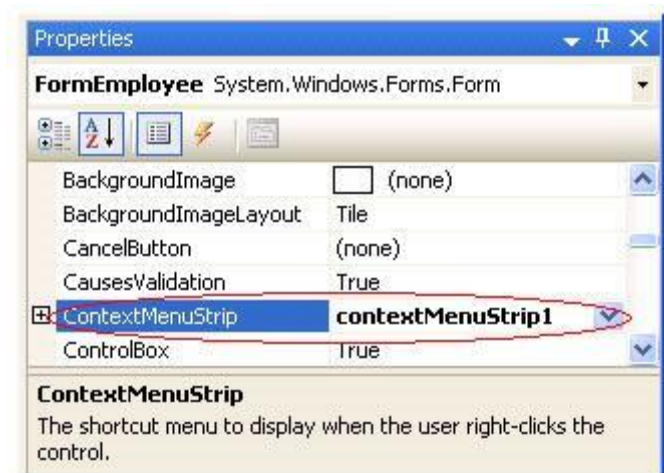 Properties
FormEmployee System.Windows.Forms.Form
A
Z
BackgroundImage (none)
BackgroundImageLayout Tile
CancelButton (none)
CausesValidation True
ContextMenuStrip contextMenuStrip1
ControlBox True
ContextMenuStrip
The shortcut menu to display when the user right-clicks the
control.